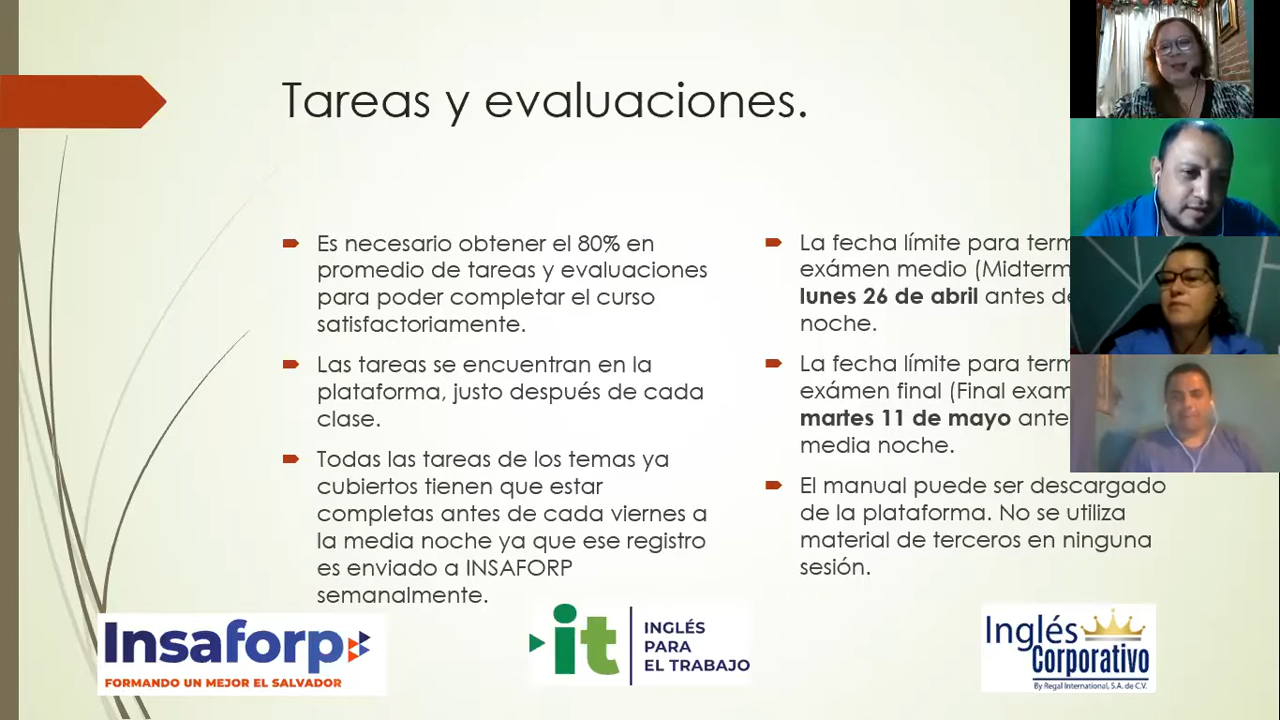 Tareas y evaluaciones.
Es necesario obtener el 80% en
promedio de tareas y evaluaciones
para poder completar el curso
satisfactoriamente.
Las tareas se encuentran en la
plataforma, justo después de cada
clase.
Todas las tareas de los temas ya
cubiertos tienen que estar
completas antes de cada viernes a
la media noche ya que ese registro
es enviado a INSAFORP
semanalmente.
La fecha límite para term
exámen medio (Midterm
lunes 26 de abril antes de
noche.
La fecha límite para term
exámen final (Final exam
martes 11 de mayo ante
media noche.
El manual puede ser descargado
de la plataforma. No se utiliza
material de terceros en ninguna
sesión.
Insaforp
FORMANDO UN MEJOR EL SALVADOR
it
INGLÉS
PARA
EL TRABAJO
Inglés
Corporativo
By Regal International, S.A. de C.V.